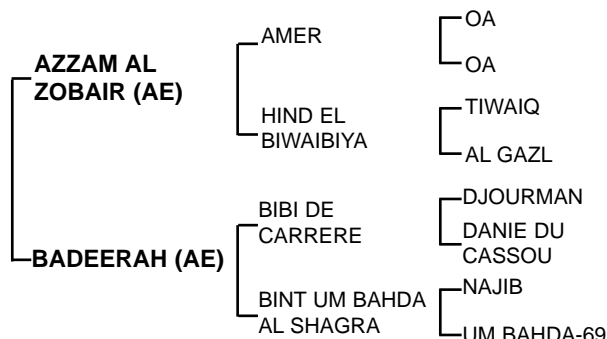 AZZAM AL
ZOBAIR (AE)
BADEERAH (AE)
AMER
HIND EL
BIWAIBIYA
BIBI DE
CARRERE
BINT UM BAHDA
AL SHAGRA
OA
OA
TIWAIQ
AL GAZL
DJOURMAN
DANIE DU
CASSOU
NAJIB
UM BAHDA-69